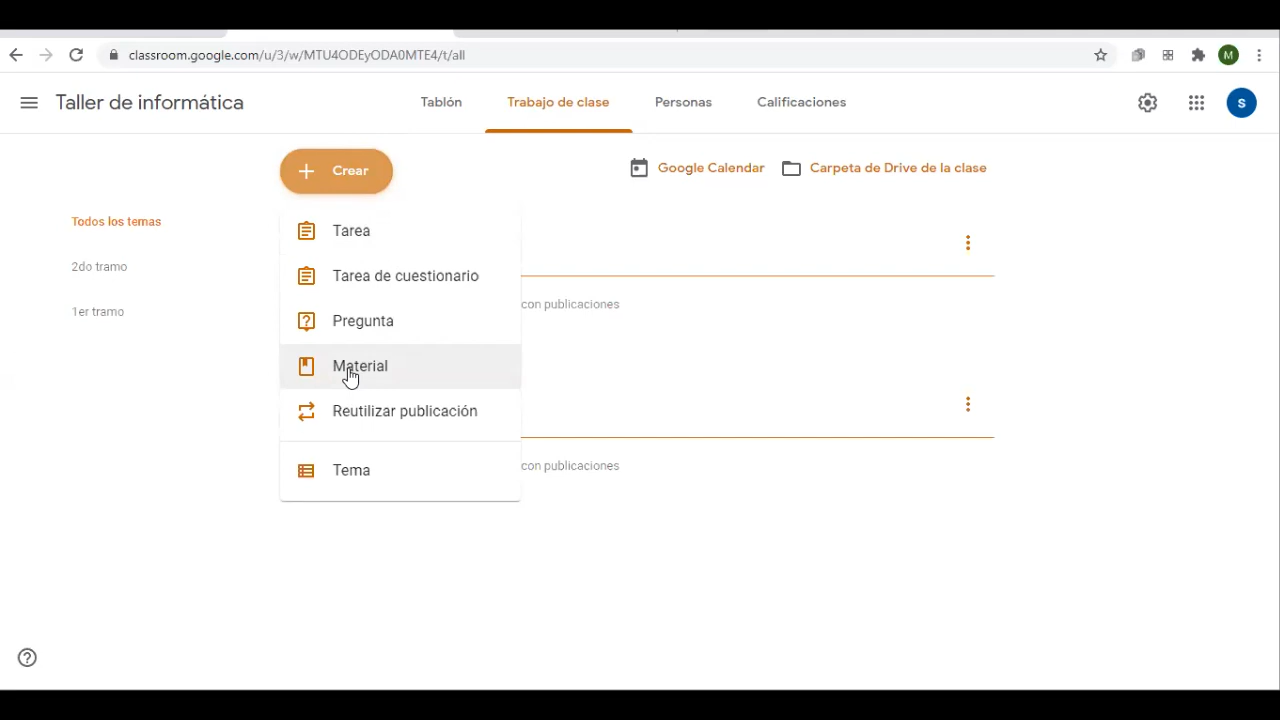 classroom.google.com/u/3/w/MTU4ODEyODA0MTE4/t/all
M
Taller de informática
Tablón
Trabajo de clase
Personas
Calificaciones
S
Crear
Google Calendar
Carpeta de Drive de la clase
Todos los temas
2do tramo
1er tramo
Tarea
Tarea de cuestionario
con publicaciones
Pregunta
Material
Reutilizar publicación
con publicaciones
Tema